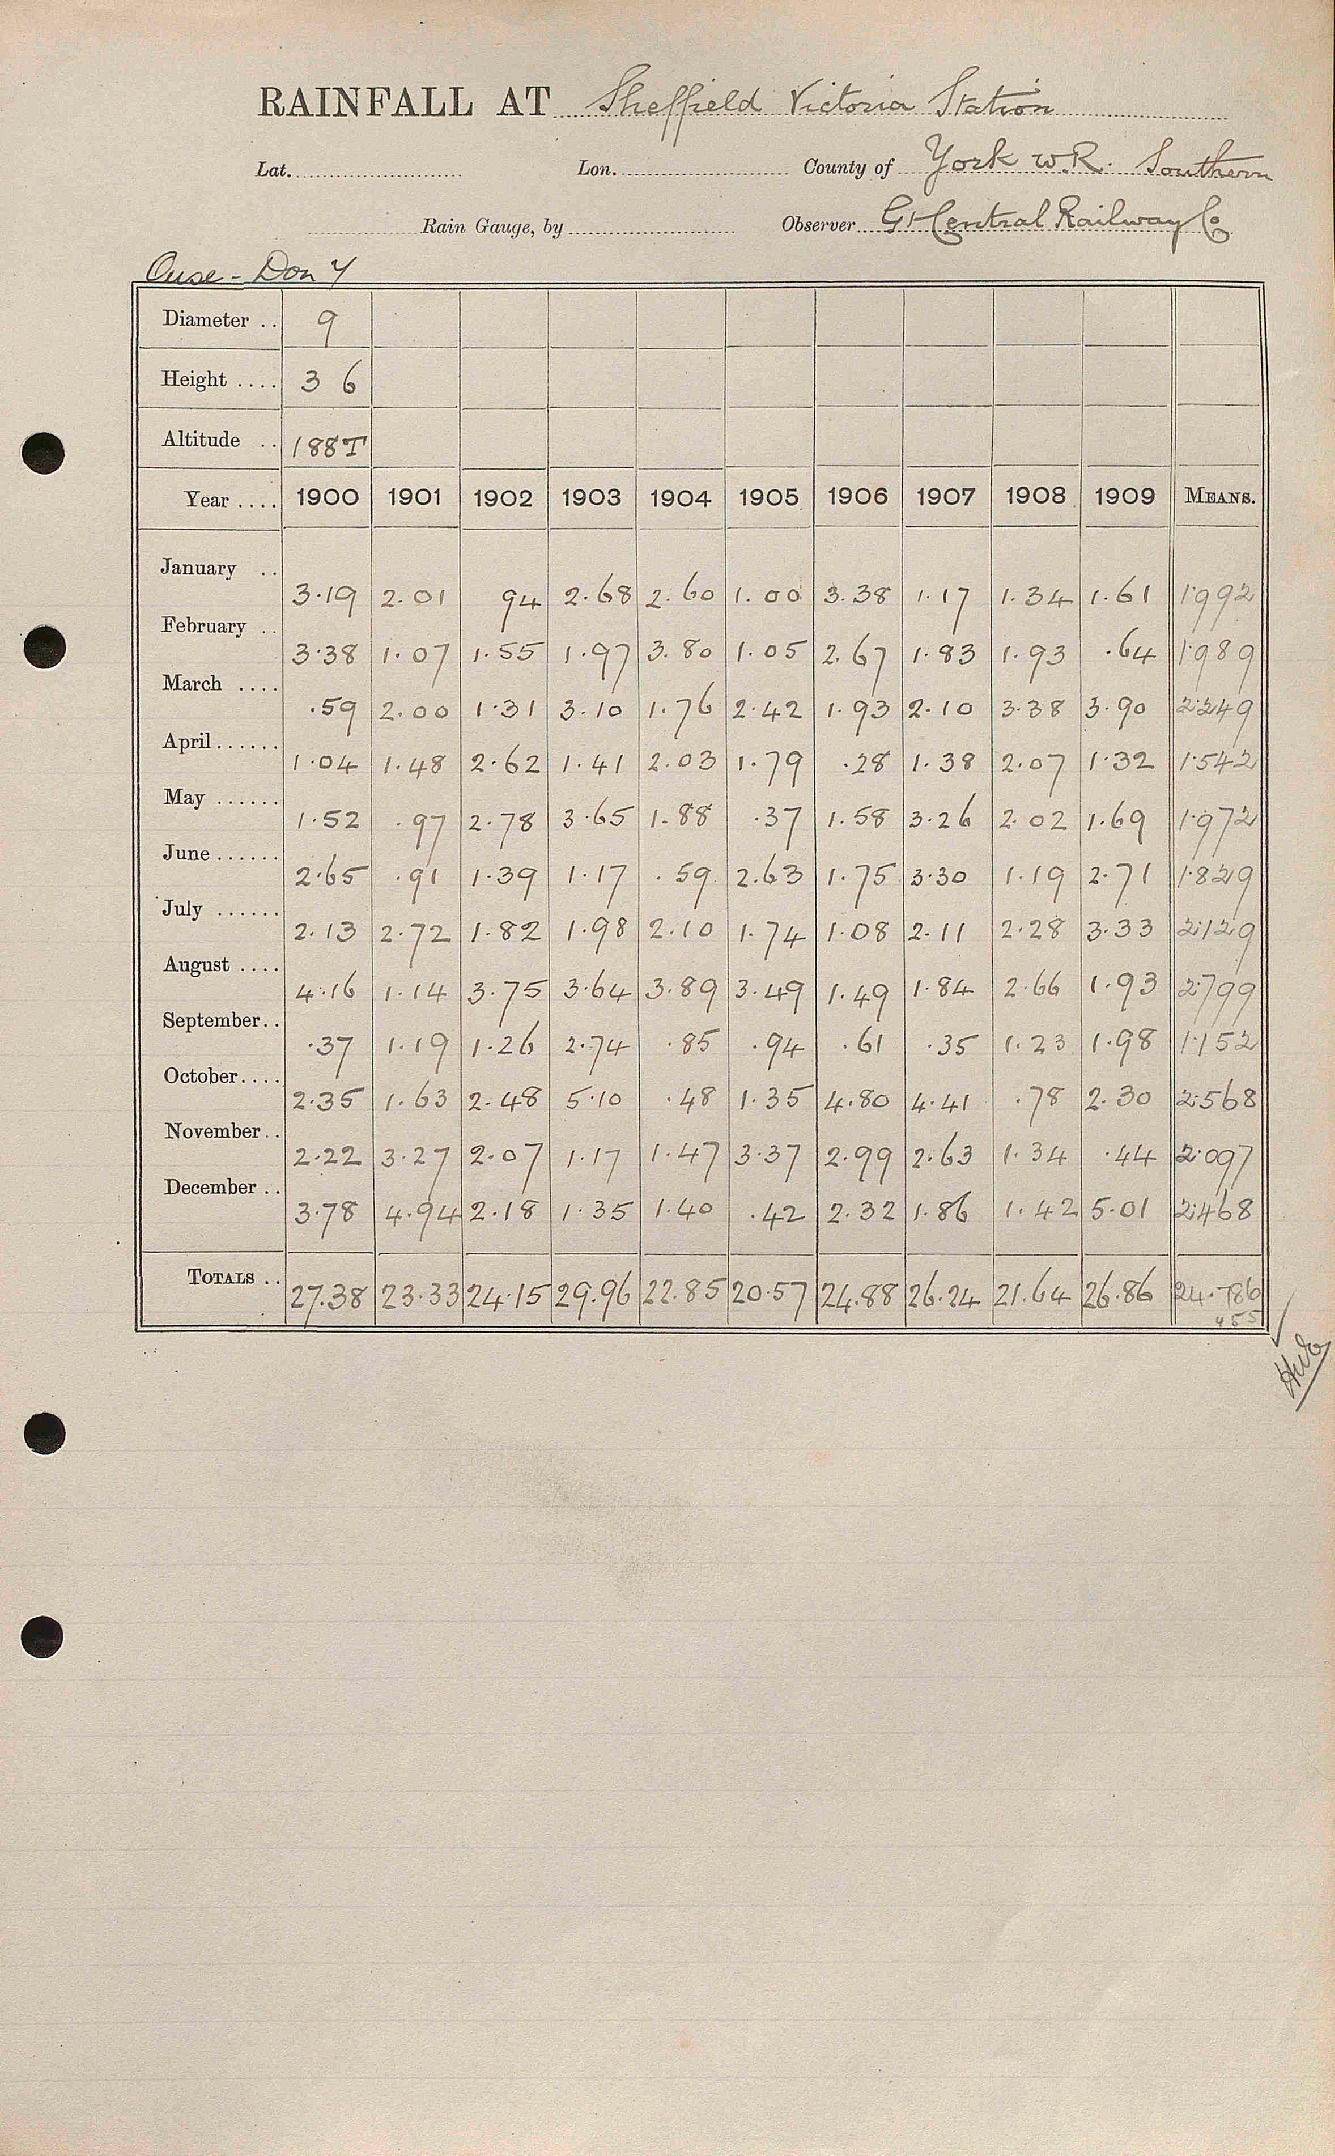 RAINFALL AT Sheffield Victoria Station
Lat. Lon. County of York W.R. Southern
Rain Gauge, by Observer Gt Central Railway Co
Ouse - Don Y
Diameter .. 9
Height .... 3 6
Altitude .. 188T
Year .... 1900 1901 1902 1903 1904 1905 1906 1907 1908 1909 MEANS.
January .. 3.19 2.01 94 2.68 2.60 1.00 3.38 1.17 1.34 1.61 1.992
February .. 3.38 1.07 1.55 1.97 3.80 1.05 2.67 1.83 1.93 .64 1.989
March .... .59 2.00 1.31 3.10 1.76 2.42 1.93 2.10 3.38 3.90 2.249
April ...... 1.04 1.48 2.62 1.41 2.03 1.79 .28 1.38 2.07 1.32 1.542
May ...... 1.52 .97 2.78 3.65 1.88 .37 1.58 3.26 2.02 1.69 1.972
June ...... 2.65 .91 1.39 1.17 .59 2.63 1.75 3.30 1.19 2.71 1.829
July ...... 2.13 2.72 1.82 1.98 2.10 1.74 1.08 2.11 2.28 3.33 2.129
August .... 4.16 1.14 3.75 3.64 3.89 3.49 1.49 1.84 2.66 1.93 2.799
September.. .37 1.19 1.26 2.74 .85 .94 .61 .35 1.23 1.98 1.152
October.... 2.35 1.63 2.48 5.10 .48 1.35 4.80 4.41 .78 2.30 2.568
November.. 2.22 3.27 2.07 1.17 1.47 3.37 2.99 2.63 1.34 .44 2.097
December .. 3.78 4.94 2.18 1.35 1.40 .42 2.32 1.86 1.42 5.01 2.468
TOTALS .. 27.38 23.33 24.15 29.96 22.85 20.57 24.88 26.24 21.64 26.86 24.786